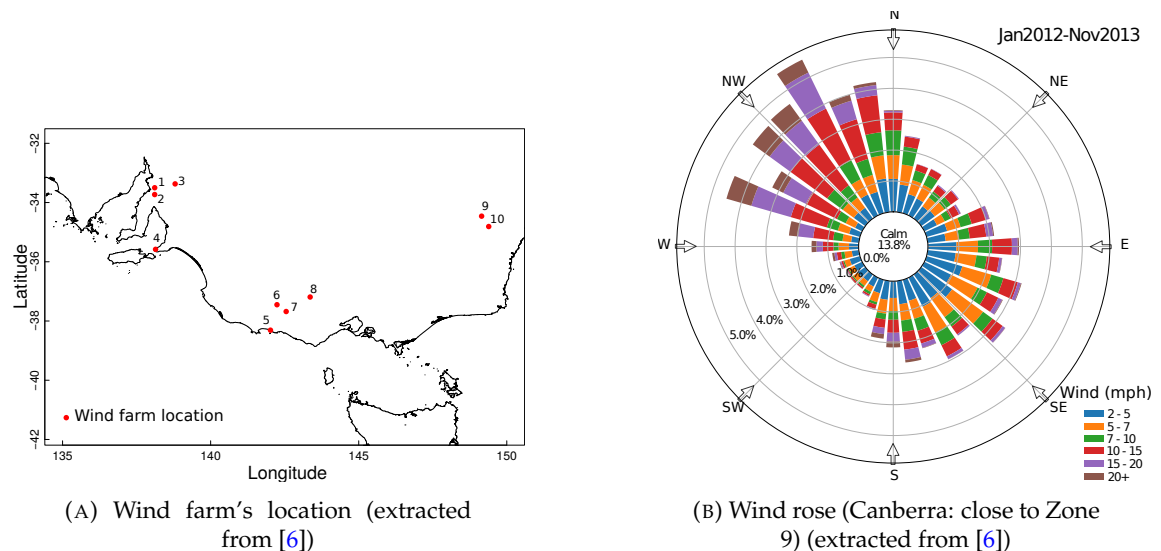 −32
−34
−36
−38
−40
−42
Latitude
1
3
2
4
9
10
6
7
8
5
Wind farm location
135
140
145
150
Longitude
(A) Wind farm's location (extracted
from [6])
N
Jan2012-Nov2013
NW
NE
Calm
13.8%
W
E
0.0%
1.0%
2.0%
3.0%
4.0%
5.0%
SW
SE
S
Wind (mph)
2 - 5
5 - 7
7 - 10
10 - 15
15 - 20
20+
(B) Wind rose (Canberra: close to Zone
9) (extracted from [6])